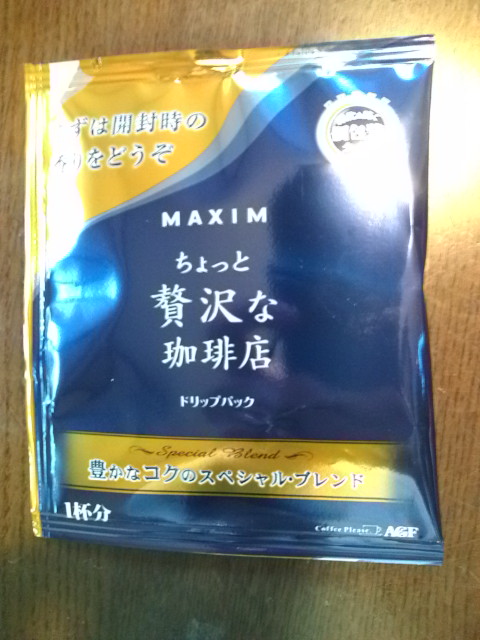 ずは開封時の
りをどうぞ
MAXIM
ちょっと
贅沢な
珈琲店
ドリップパック
Special Blend
豊かなコクのスペシャル・ブレンド
1杯分
Coffee Please. AGF